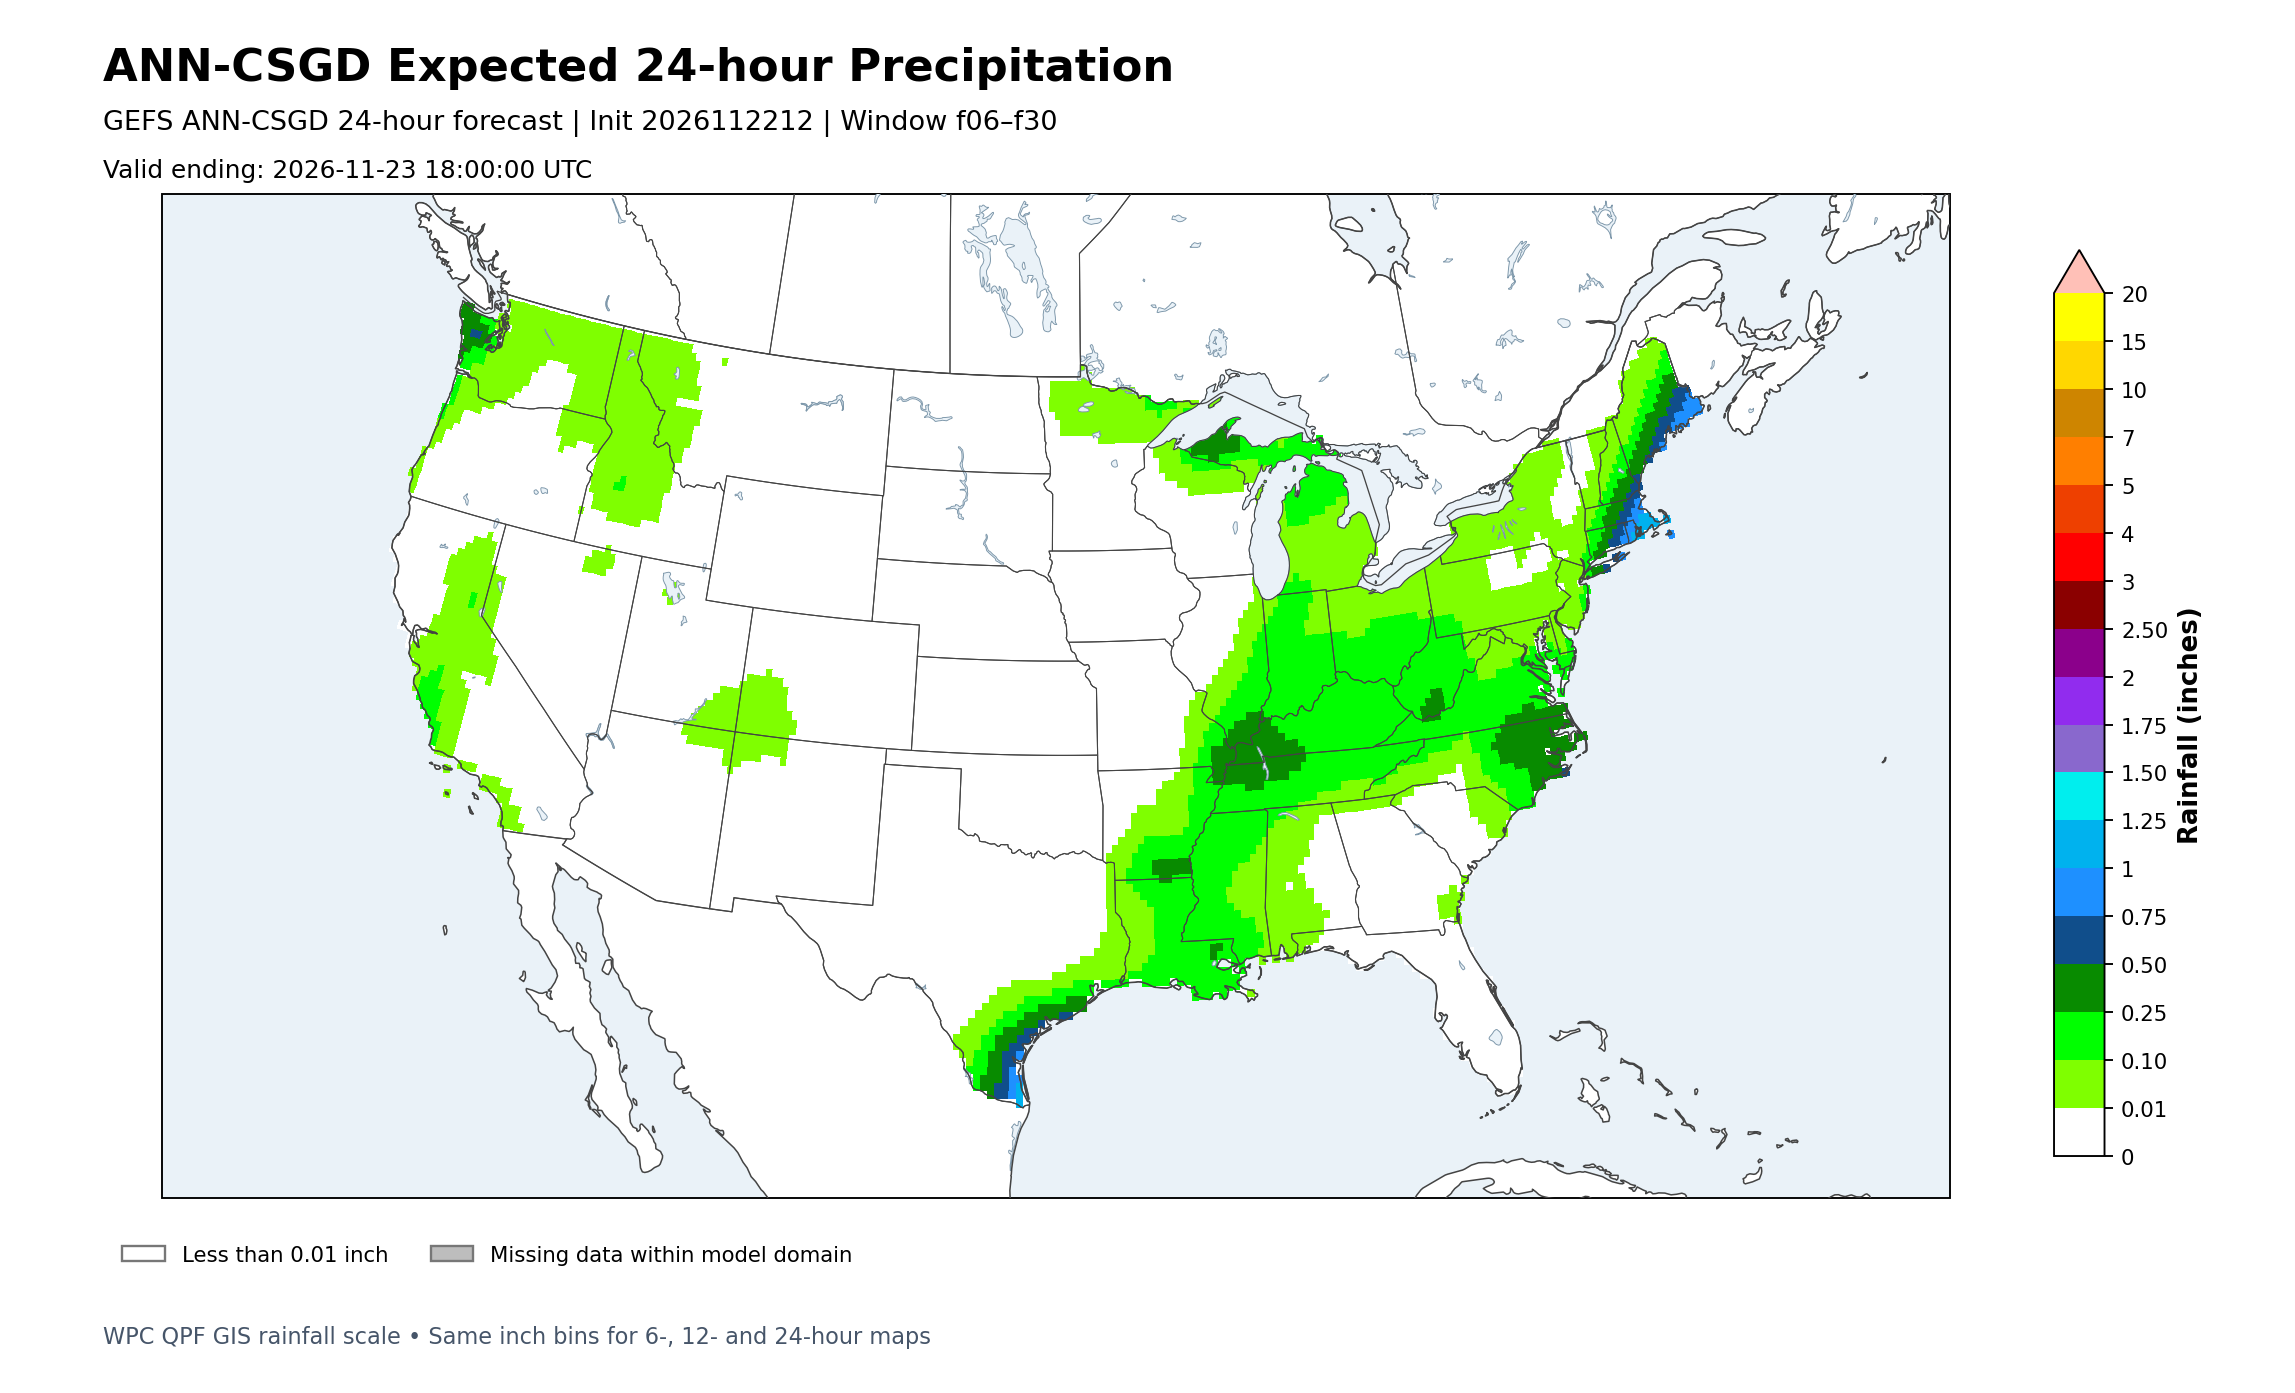 ANN-CSGD Expected 24-hour Precipitation
GEFS ANN-CSGD 24-hour forecast | Init 2026112212 | Window f06–f30
Valid ending: 2026-11-23 18:00:00 UTC
20
15
10
7
5
4
3
2.50
2
1.75
1.50
1.25
1
0.75
0.50
0.25
0.10
0.01
0
Rainfall (inches)
Less than 0.01 inch
Missing data within model domain
WPC QPF GIS rainfall scale • Same inch bins for 6-, 12- and 24-hour maps